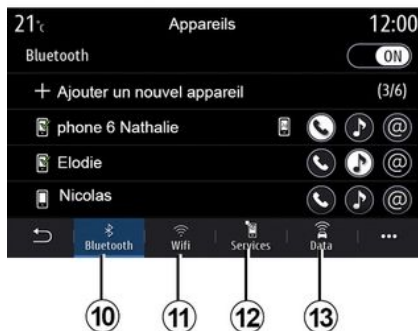 21°c Appareils 12:00
Bluetooth ON
+ Ajouter un nouvel appareil (3/6)
phone 6 Nathalie @
Elodie @
Nicolas @
Bluetooth Wifi Services Data ...
10 11 12 13